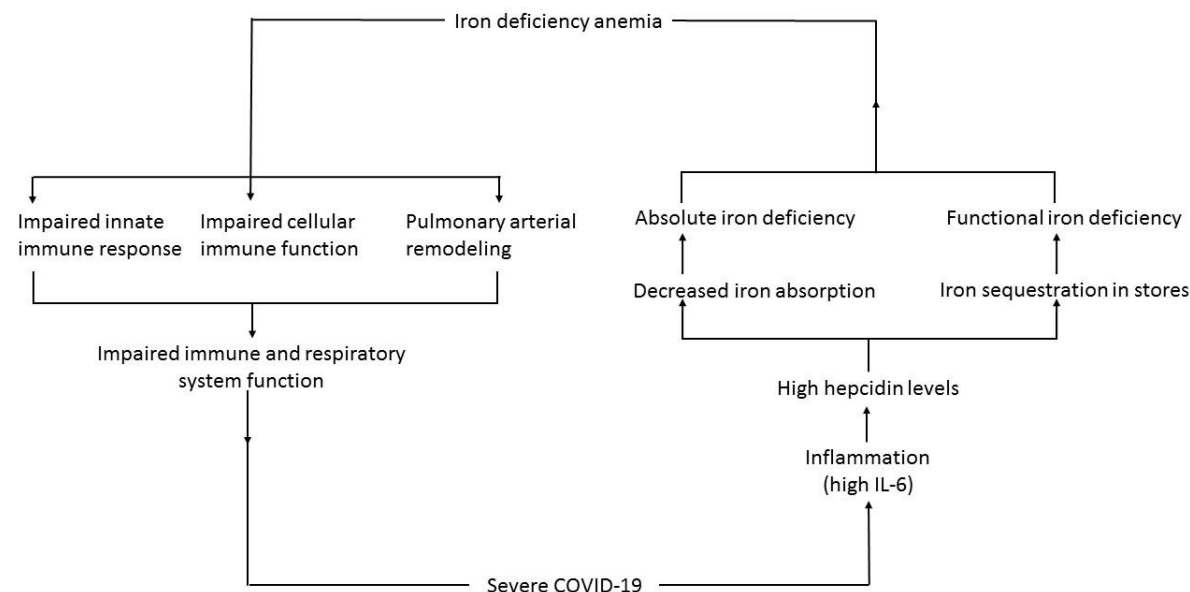 Iron deficiency anemia
Impaired innate
immune response
Impaired cellular
immune function
Pulmonary arterial
remodeling
Absolute iron deficiency
Functional iron deficiency
Decreased iron absorption
Iron sequestration in stores
Impaired immune and respiratory
system function
High hepcidin levels
Inflammation
(high IL-6)
Severe COVID-19